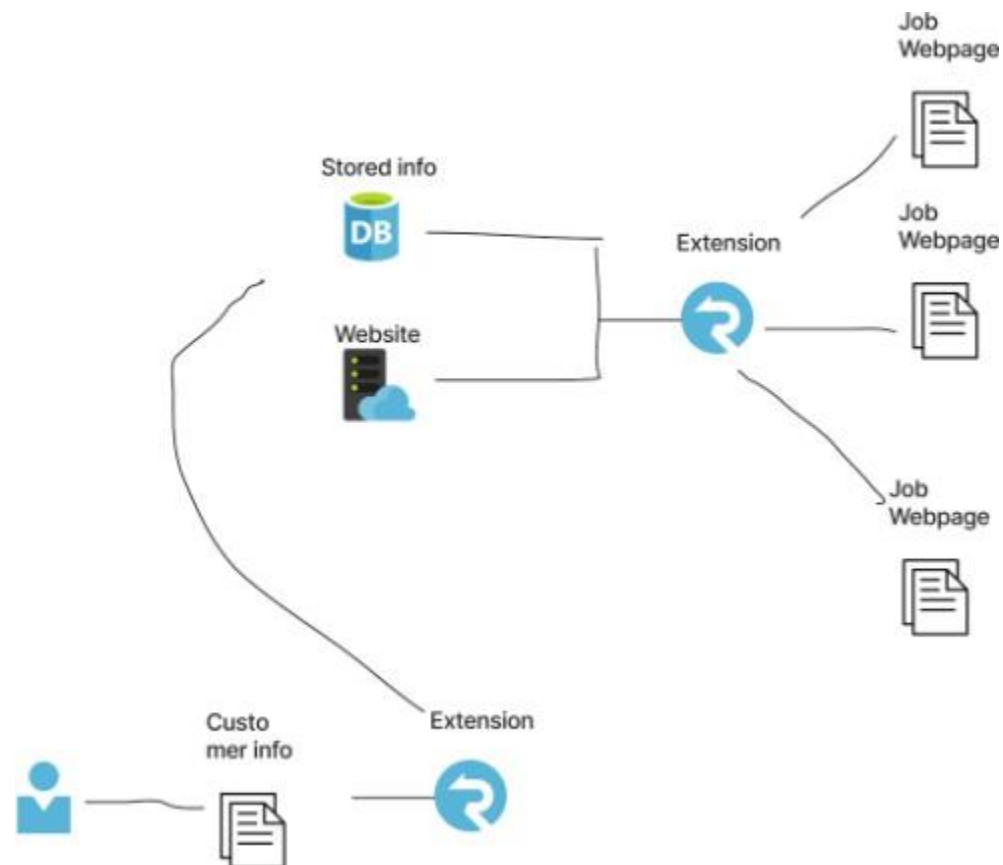 Job
Webpage
Stored info
DB
Job
Webpage
Extension
Website
Job
Webpage
Custo
mer info
Extension